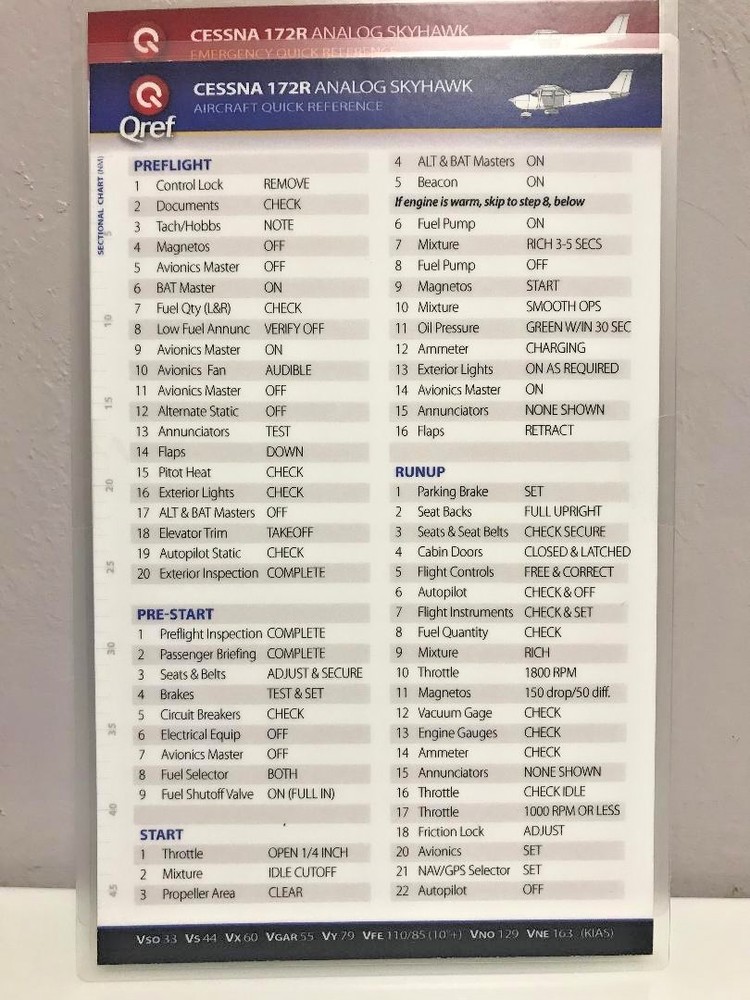 CESSNA 172R ANALOG SKYHAWK
EMERGENCY QUICK REFERENCE
CESSNA 172R ANALOG SKYHAWK
AIRCRAFT QUICK REFERENCE
Qref
SECTIONAL CHART (NM)
5
10
15
20
25
30
35
40
45
PREFLIGHT
1 Control Lock REMOVE
2 Documents CHECK
3 Tach/Hobbs NOTE
4 Magnetos OFF
5 Avionics Master OFF
6 BAT Master ON
7 Fuel Qty (L&R) CHECK
8 Low Fuel Annunc VERIFY OFF
9 Avionics Master ON
10 Avionics Fan AUDIBLE
11 Avionics Master OFF
12 Alternate Static OFF
13 Annunciators TEST
14 Flaps DOWN
15 Pitot Heat CHECK
16 Exterior Lights CHECK
17 ALT & BAT Masters OFF
18 Elevator Trim TAKEOFF
19 Autopilot Static CHECK
20 Exterior Inspection COMPLETE
PRE-START
1 Preflight Inspection COMPLETE
2 Passenger Briefing COMPLETE
3 Seats & Belts ADJUST & SECURE
4 Brakes TEST & SET
5 Circuit Breakers CHECK
6 Electrical Equip OFF
7 Avionics Master OFF
8 Fuel Selector BOTH
9 Fuel Shutoff Valve ON (FULL IN)
START
1 Throttle OPEN 1/4 INCH
2 Mixture IDLE CUTOFF
3 Propeller Area CLEAR
4 ALT & BAT Masters ON
5 Beacon ON
If engine is warm, skip to step 8, below
6 Fuel Pump ON
7 Mixture RICH 3-5 SECS
8 Fuel Pump OFF
9 Magnetos START
10 Mixture SMOOTH OPS
11 Oil Pressure GREEN W/IN 30 SEC
12 Ammeter CHARGING
13 Exterior Lights ON AS REQUIRED
14 Avionics Master ON
15 Annunciators NONE SHOWN
16 Flaps RETRACT
RUNUP
1 Parking Brake SET
2 Seat Backs FULL UPRIGHT
3 Seats & Seat Belts CHECK SECURE
4 Cabin Doors CLOSED & LATCHED
5 Flight Controls FREE & CORRECT
6 Autopilot CHECK & OFF
7 Flight Instruments CHECK & SET
8 Fuel Quantity CHECK
9 Mixture RICH
10 Throttle 1800 RPM
11 Magnetos 150 drop/50 diff.
12 Vacuum Gage CHECK
13 Engine Gauges CHECK
14 Ammeter CHECK
15 Annunciators NONE SHOWN
16 Throttle CHECK IDLE
17 Throttle 1000 RPM OR LESS
18 Friction Lock ADJUST
20 Avionics SET
21 NAV/GPS Selector SET
22 Autopilot OFF
VSO 33 VS 44 VX 60 VGAR 55 VY 79 VFE 110/85 (10°+) VNO 129 VNE 163 (KIAS)